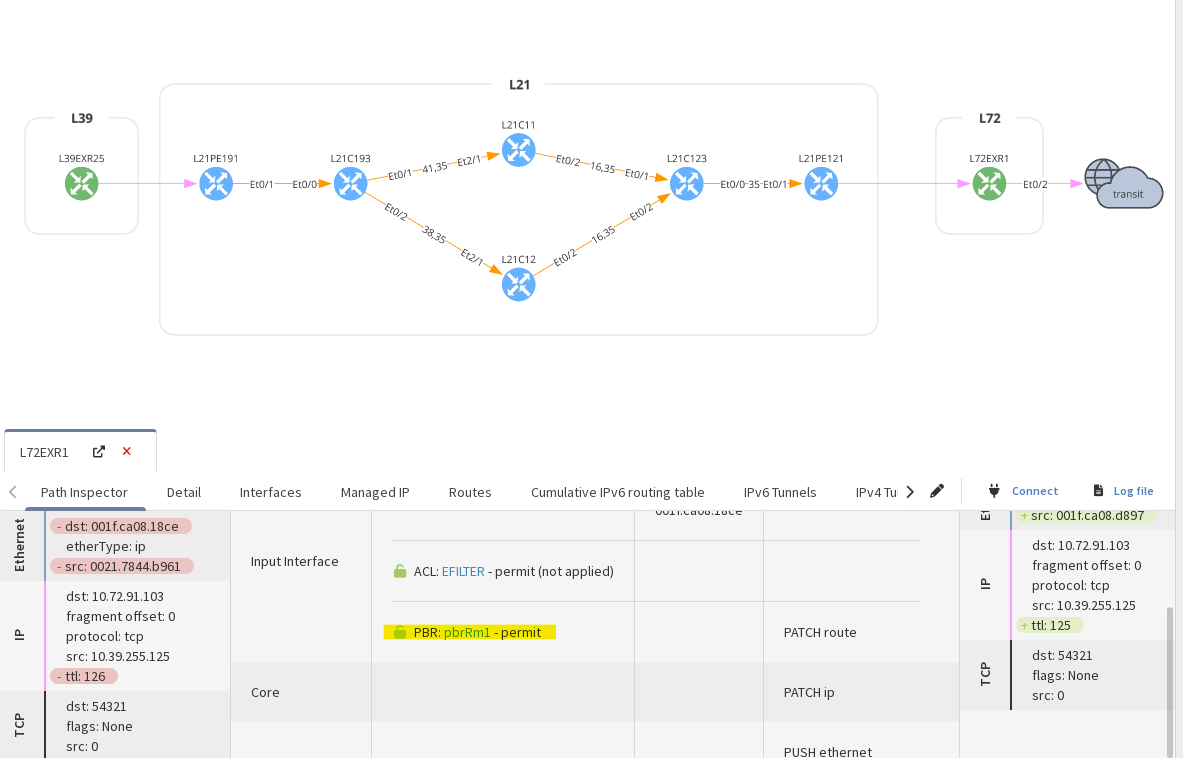 L21
L39
L72
L21C11
L39EXR25
L21PE191
L21C193
L21C123
L21PE121
L72EXR1
Et0/1 41,35 Et2/1
Et0/2 16,35 Et0/1
Et0/1 Et0/0
Et0/0 35 Et0/1
Et0/2
transit
Et0/2 38,35 Et2/1
Et0/2 16,35 Et0/2
L21C12
L72EXR1
Path Inspector Detail Interfaces Managed IP Routes Cumulative IPv6 routing table IPv6 Tunnels IPv4 Tu Connect Log file
Ethernet
- dst: 001f.ca08.18ce
etherType: ip
- src: 0021.7844.b961
IP
dst: 10.72.91.103
fragment offset: 0
protocol: tcp
src: 10.39.255.125
- ttl: 126
TCP
dst: 54321
flags: None
src: 0
001f.ca08.18ce
Input Interface
ACL: EFILTER - permit (not applied)
PBR: pbrRm1 - permit
PATCH route
Core
PATCH ip
PUSH ethernet
+ src: 001f.ca08.d897
IP
dst: 10.72.91.103
fragment offset: 0
protocol: tcp
src: 10.39.255.125
+ ttl: 125
TCP
dst: 54321
flags: None
src: 0